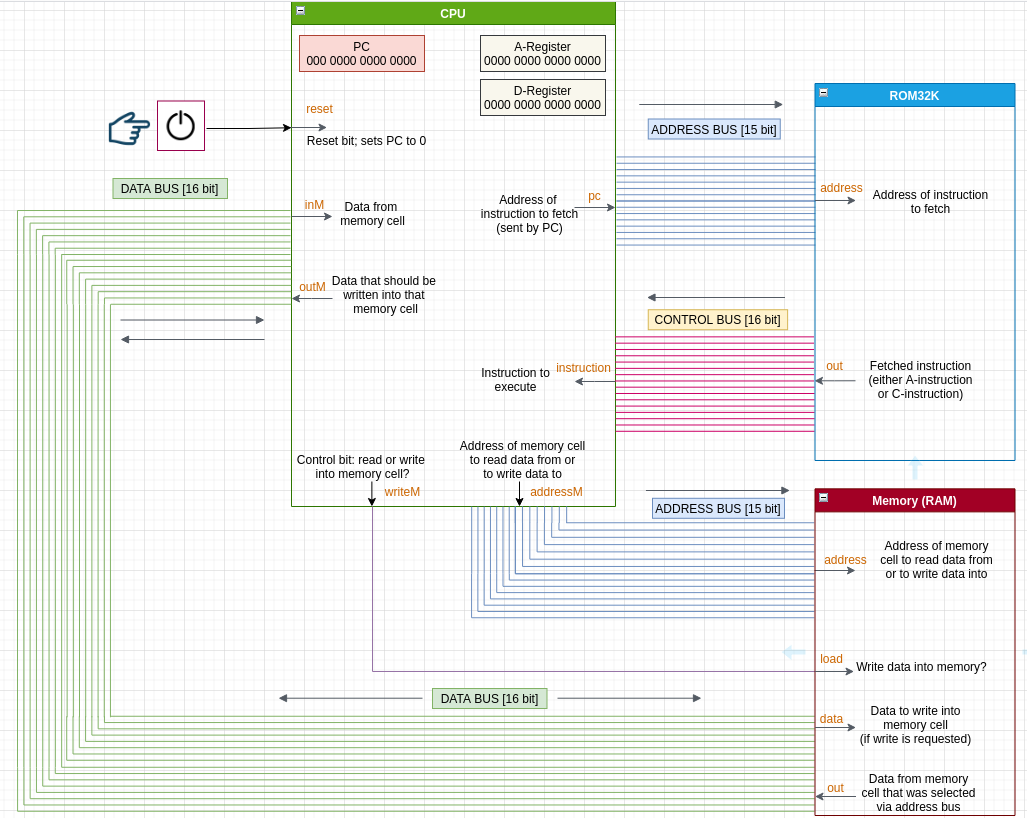 CPU
PC
000 0000 0000 0000
A-Register
0000 0000 0000 0000
D-Register
0000 0000 0000 0000
reset
Reset bit; sets PC to 0
DATA BUS [16 bit]
inM
Data from
memory cell
Address of
instruction to fetch
(sent by PC)
pc
outM
Data that should be
written into that
memory cell
Instruction to
execute
instruction
Control bit: read or write
into memory cell?
writeM
Address of memory cell
to read data from or
to write data to
addressM
ADDRESS BUS [15 bit]
CONTROL BUS [16 bit]
ROM32K
address
Address of instruction
to fetch
out
Fetched instruction
(either A-instruction
or C-instruction)
ADDRESS BUS [15 bit]
Memory (RAM)
address
Address of memory
cell to read data from
or to write data into
load
Write data into memory?
DATA BUS [16 bit]
data
Data to write into
memory cell
(if write is requested)
out
Data from memory
cell that was selected
via address bus